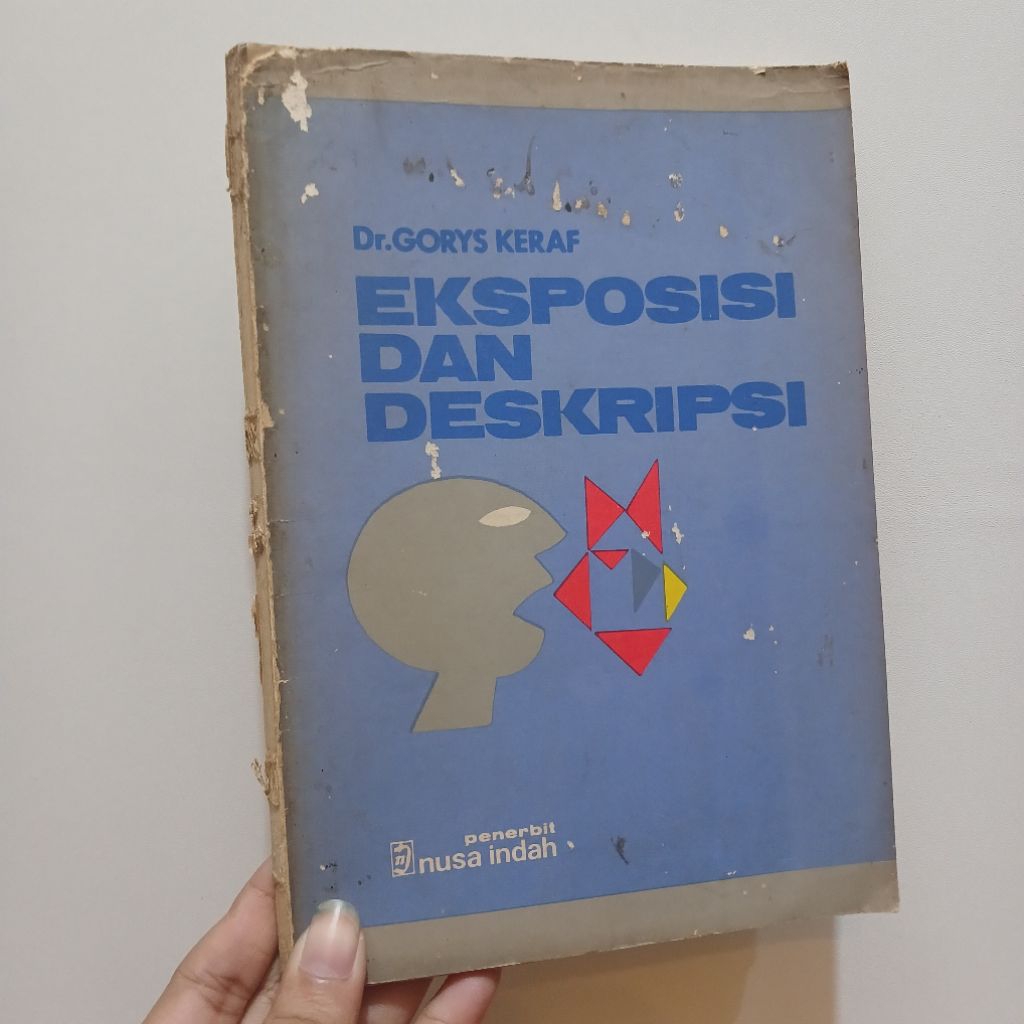 Dr.GORYS KERAF
EKSPOSISI
DAN
DESKRIPSI
penerbit
nusa indah